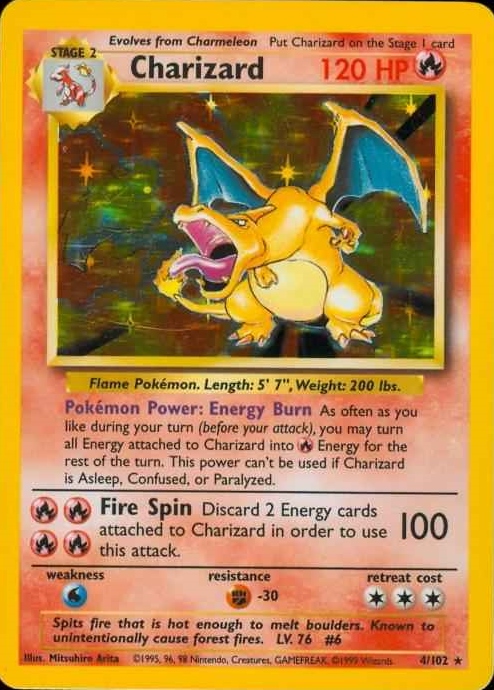 Evolves from Charmeleon Put Charizard on the Stage 1 card
STAGE 2
Charizard 120 HP
Flame Pokémon. Length: 5' 7", Weight: 200 lbs.
Pokémon Power: Energy Burn As often as you
like during your turn (before your attack), you may turn
all Energy attached to Charizard into Energy for the
rest of the turn. This power can't be used if Charizard
is Asleep, Confused, or Paralyzed.
Fire Spin Discard 2 Energy cards
attached to Charizard in order to use 100
this attack.
weakness resistance retreat cost
-30
Spits fire that is hot enough to melt boulders. Known to
unintentionally cause forest fires. LV. 76 #6
Illus. Mitsuhiro Arita ©1995, 96, 98 Nintendo, Creatures, GAMEFREAK. ©1999 Wizards. 4/102 ★